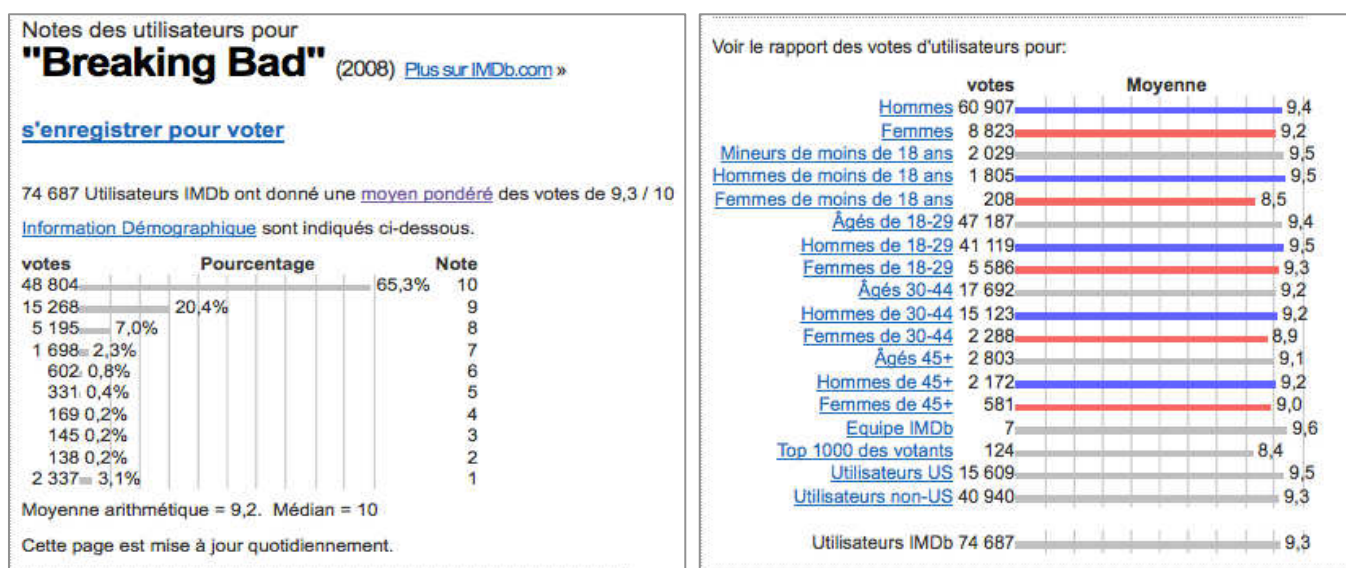 Notes des utilisateurs pour
"Breaking Bad" (2008) Plus sur IMDb.com »
s'enregistrer pour voter
74 687 Utilisateurs IMDb ont donné une moyen pondéré des votes de 9,3 / 10
Information Démographique sont indiqués ci-dessous.
votes Pourcentage Note
48 804 65,3% 10
15 268 20,4% 9
5 195 7,0% 8
1 698 2,3% 7
602 0,8% 6
331 0,4% 5
169 0,2% 4
145 0,2% 3
138 0,2% 2
2 337 3,1% 1
Moyenne arithmétique = 9,2. Médian = 10
Cette page est mise à jour quotidiennement.
Voir le rapport des votes d'utilisateurs pour:
votes Moyenne
Hommes 60 907 9,4
Femmes 8 823 9,2
Mineurs de moins de 18 ans 2 029 9,5
Hommes de moins de 18 ans 1 805 9,5
Femmes de moins de 18 ans 208 8,5
Âgés de 18-29 47 187 9,4
Hommes de 18-29 41 119 9,5
Femmes de 18-29 5 586 9,3
Âgés 30-44 17 692 9,2
Hommes de 30-44 15 123 9,2
Femmes de 30-44 2 288 8,9
Âgés 45+ 2 803 9,1
Hommes de 45+ 2 172 9,2
Femmes de 45+ 581 9,0
Equipe IMDb 7 9,6
Top 1000 des votants 124 8,4
Utilisateurs US 15 609 9,5
Utilisateurs non-US 40 940 9,3
Utilisateurs IMDb 74 687 9,3